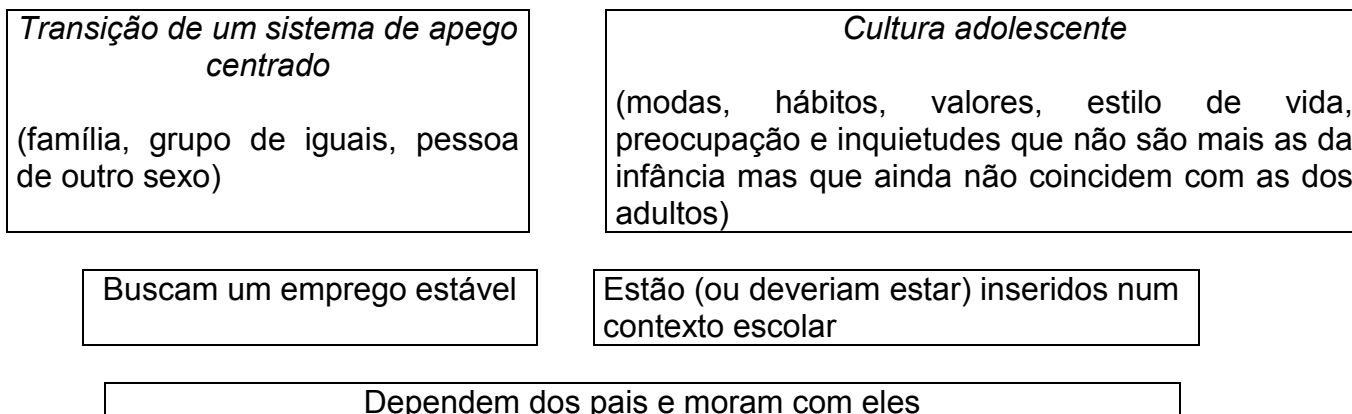 Transição de um sistema de apego
centrado
(família, grupo de iguais, pessoa
de outro sexo)
Cultura adolescente
(modas, hábitos, valores, estilo de vida,
preocupação e inquietudes que não são mais as da
infância mas que ainda não coincidem com as dos
adultos)
Buscam um emprego estável
Estão (ou deveriam estar) inseridos num
contexto escolar
Dependem dos pais e moram com eles